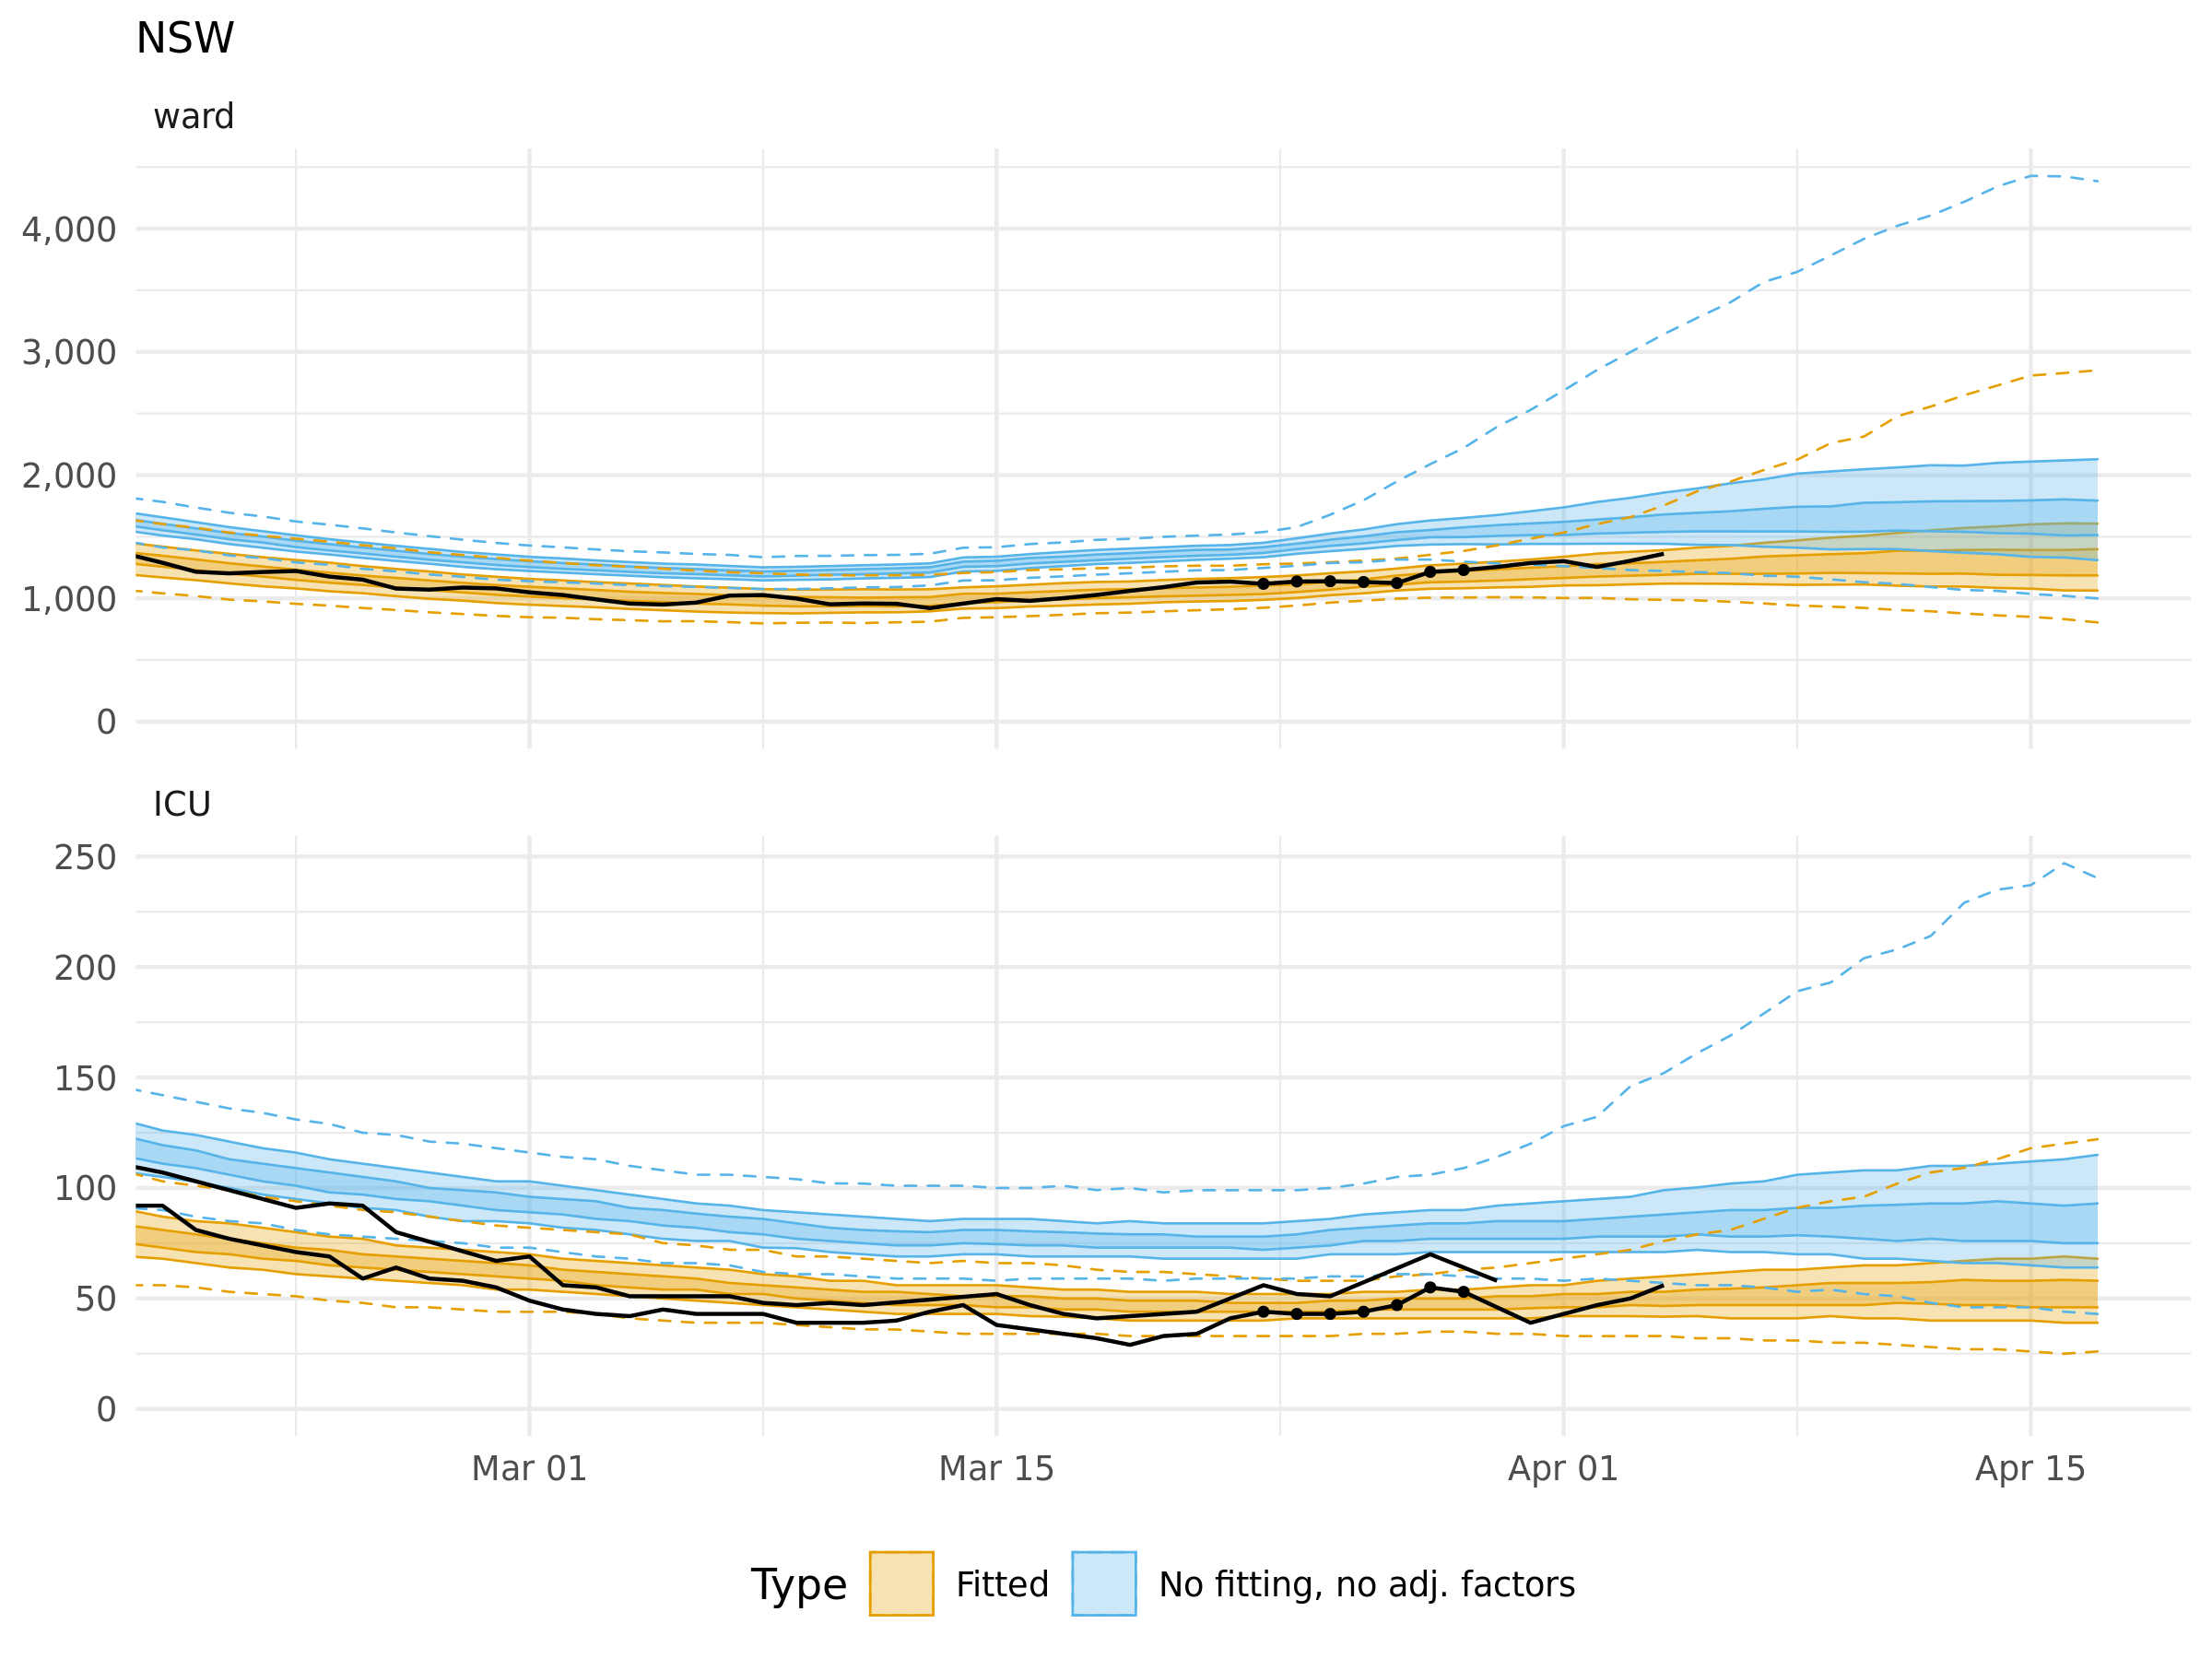 NSW
ward
4,000
3,000
2,000
1,000
0
ICU
250
200
150
100
50
0
Mar 01 Mar 15 Apr 01 Apr 15
Type Fitted No fitting, no adj. factors